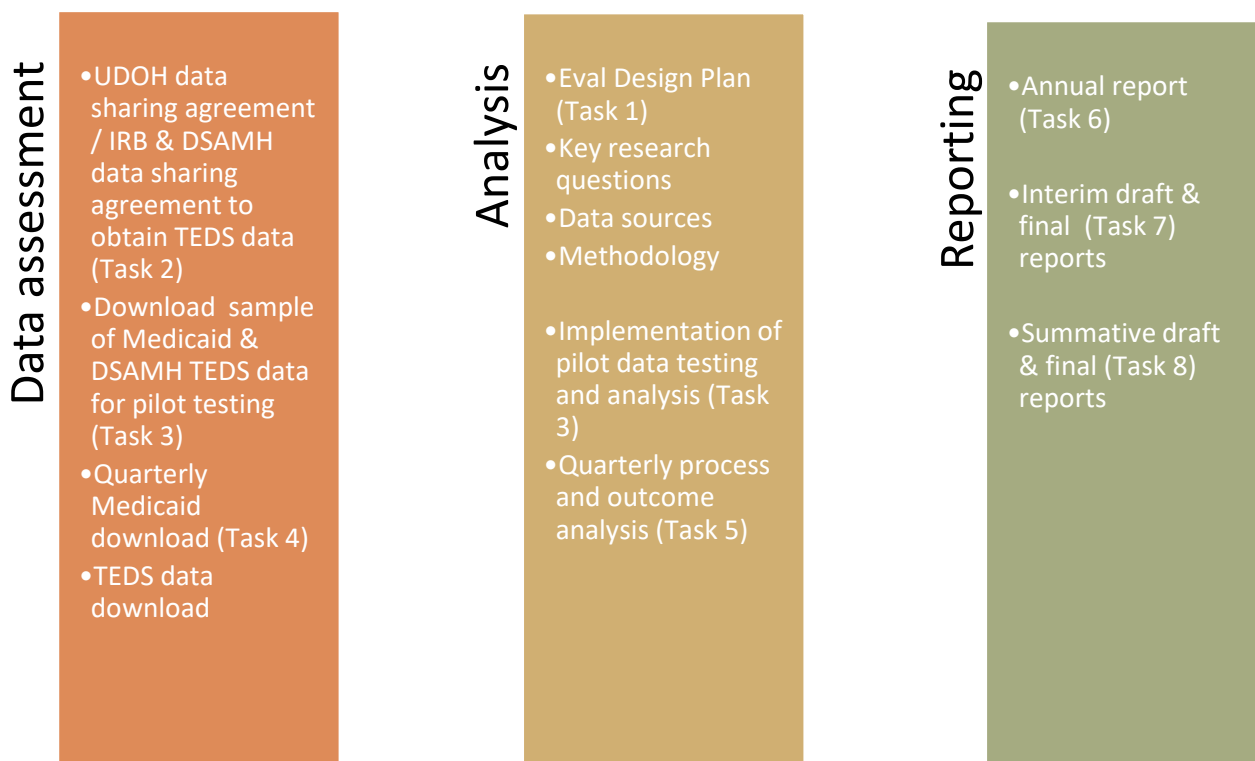 Data assessment
•UDOH data
sharing agreement
/ IRB & DSAMH
data sharing
agreement to
obtain TEDS data
(Task 2)
•Download  sample
of Medicaid &
DSAMH TEDS data
for pilot testing
(Task 3)
•Quarterly
Medicaid
download (Task 4)
•TEDS data
download
Analysis
•Eval Design Plan
(Task 1)
•Key research
questions
•Data sources
•Methodology
•Implementation of
pilot data testing
and analysis (Task
3)
•Quarterly process
and outcome
analysis (Task 5)
Reporting
•Annual report
(Task 6)
•Interim draft &
final  (Task 7)
reports
•Summative draft
& final (Task 8)
reports